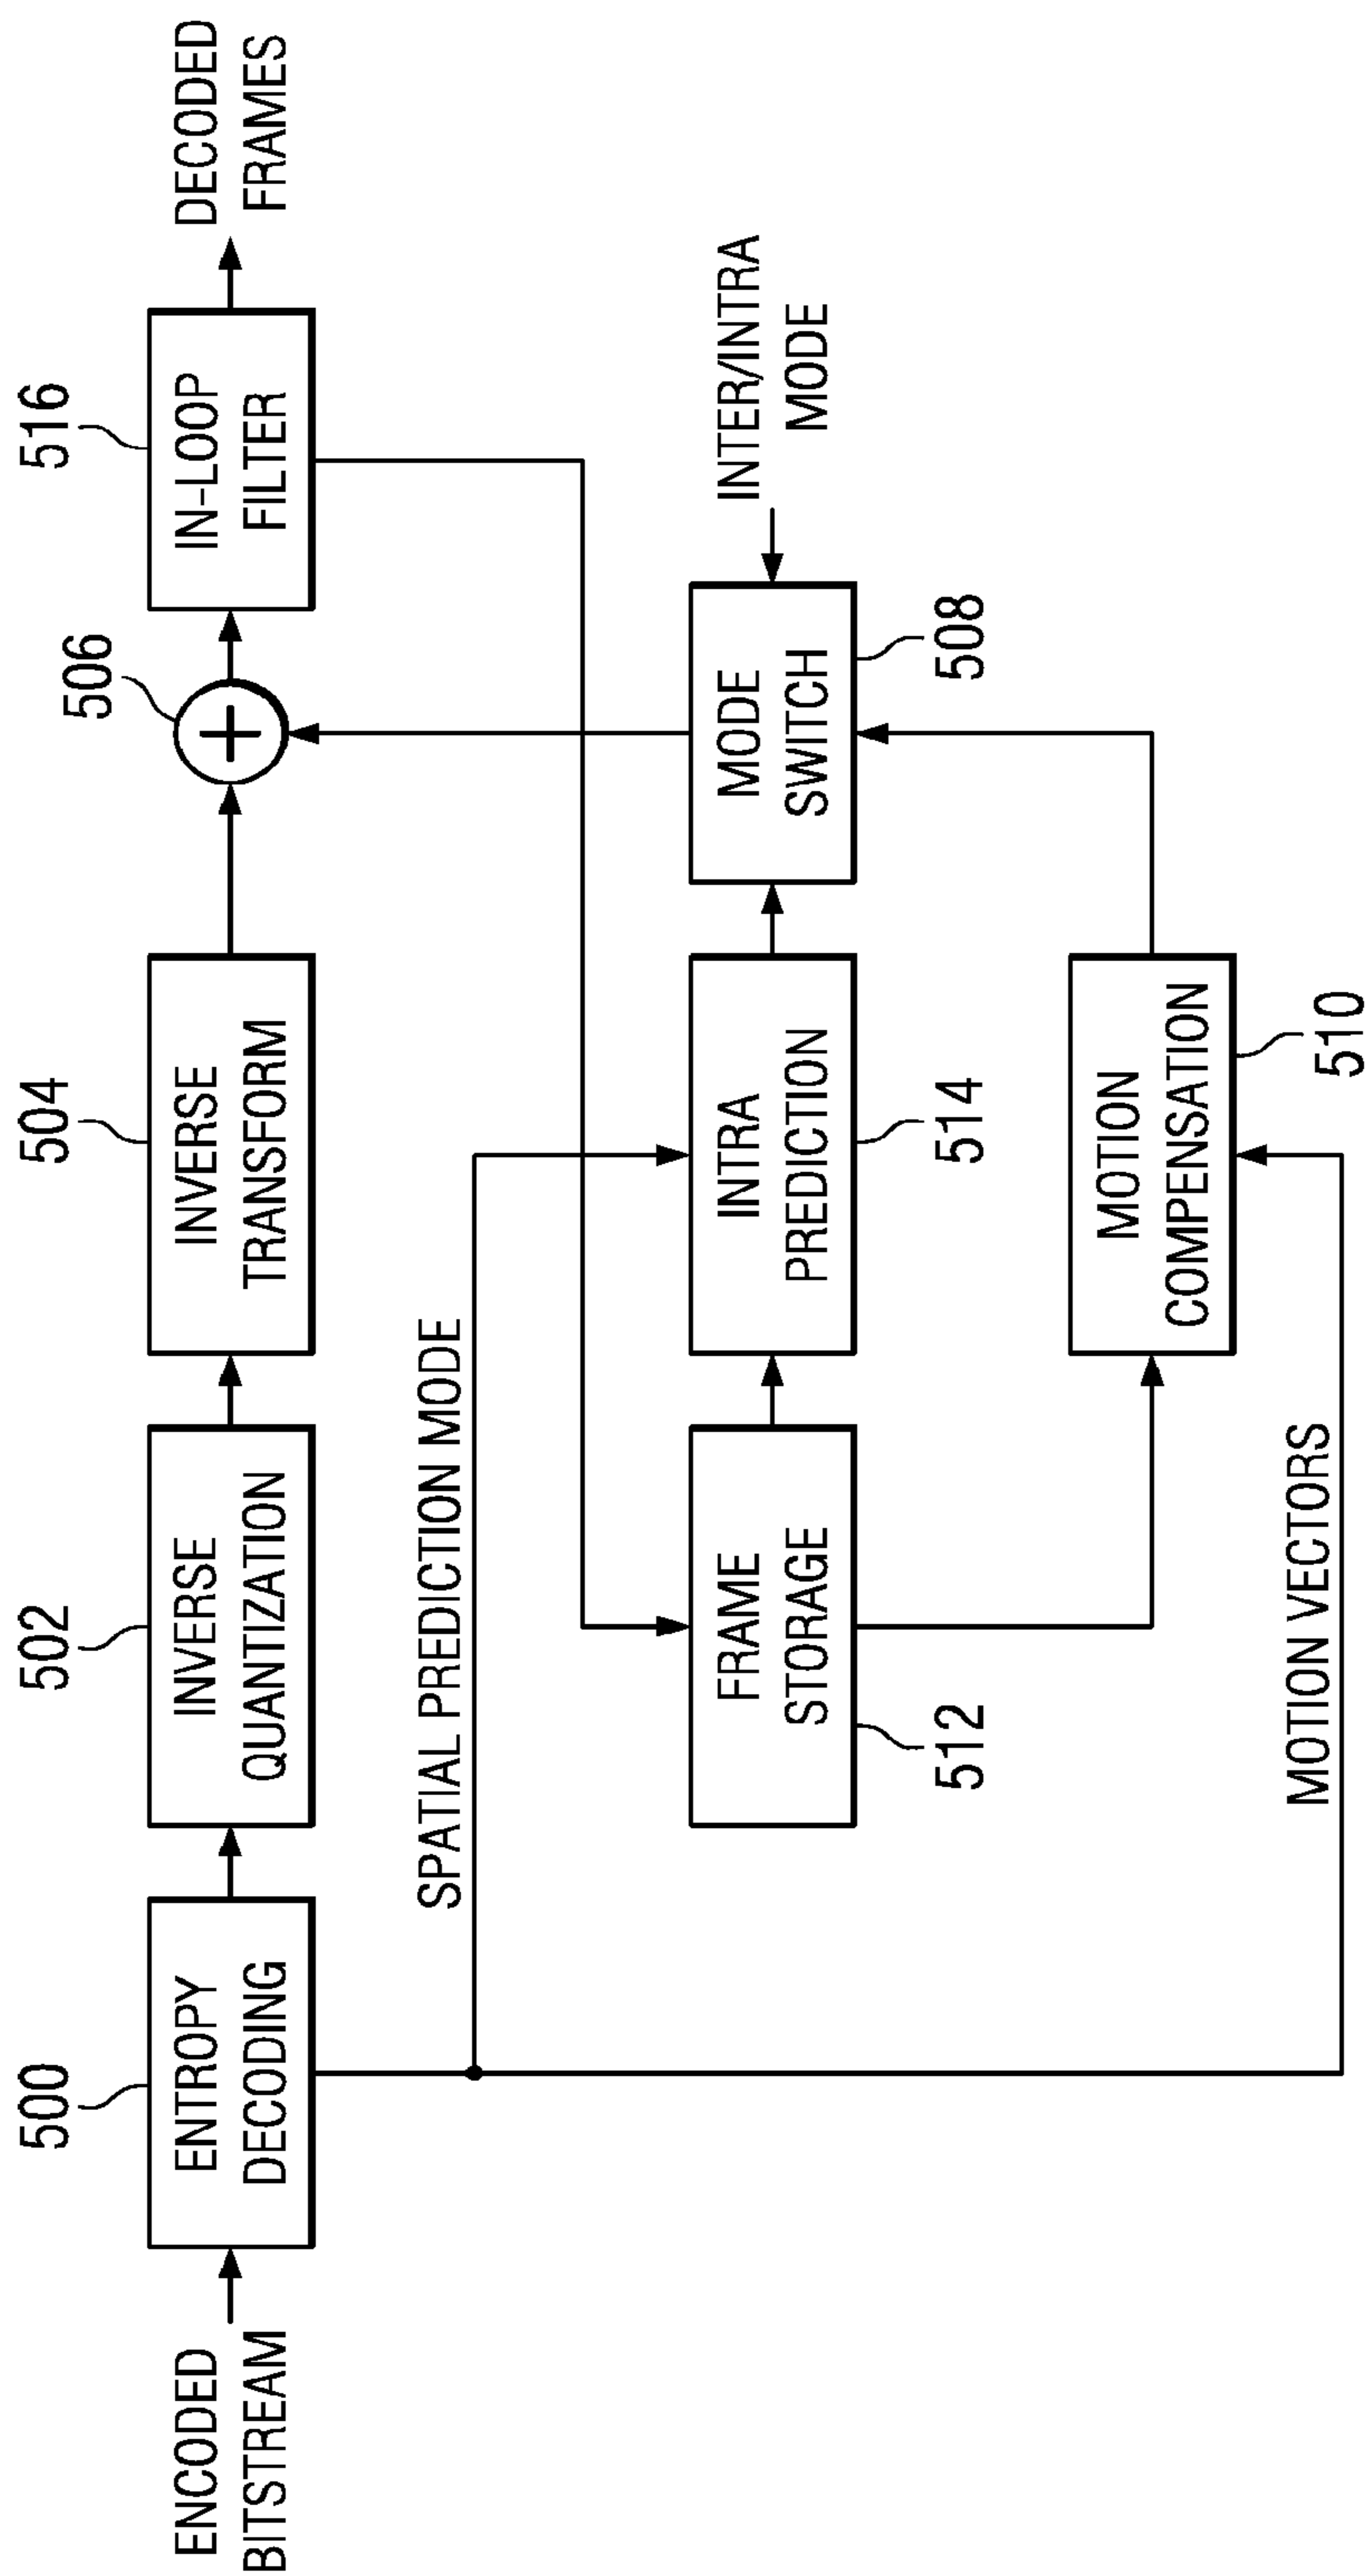 500
502
504
506
516
ENCODED
BITSTREAM
ENTROPY
DECODING
INVERSE
QUANTIZATION
INVERSE
TRANSFORM
+
IN-LOOP
FILTER
DECODED
FRAMES
SPATIAL PREDICTION MODE
FRAME
STORAGE
INTRA
PREDICTION
MODE
SWITCH
INTER/INTRA
MODE
512
514
508
MOTION
COMPENSATION
MOTION VECTORS
510